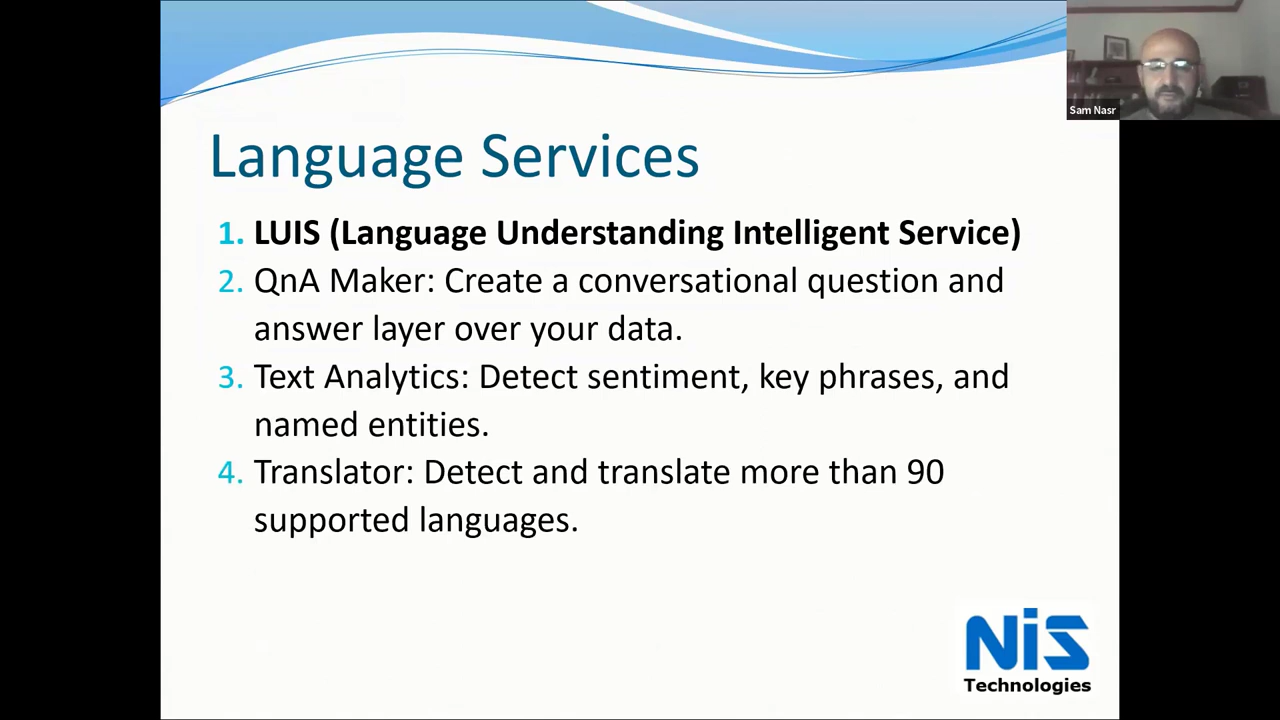 Sam Nasr
Language Services
1. LUIS (Language Understanding Intelligent Service)
2. QnA Maker: Create a conversational question and
answer layer over your data.
3. Text Analytics: Detect sentiment, key phrases, and
named entities.
4. Translator: Detect and translate more than 90
supported languages.
NiS
Technologies